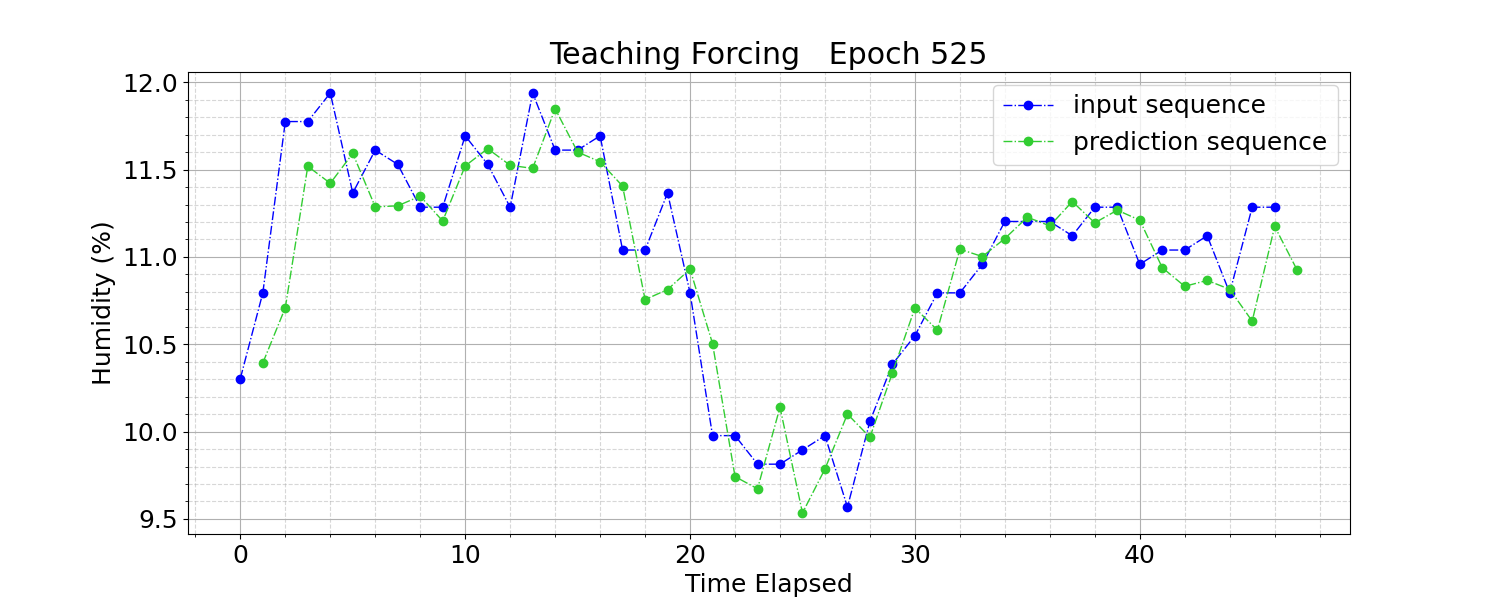 Teaching Forcing   Epoch 525
input sequence
prediction sequence
Humidity (%)
12.0
11.5
11.0
10.5
10.0
9.5
0 10 20 30 40
Time Elapsed